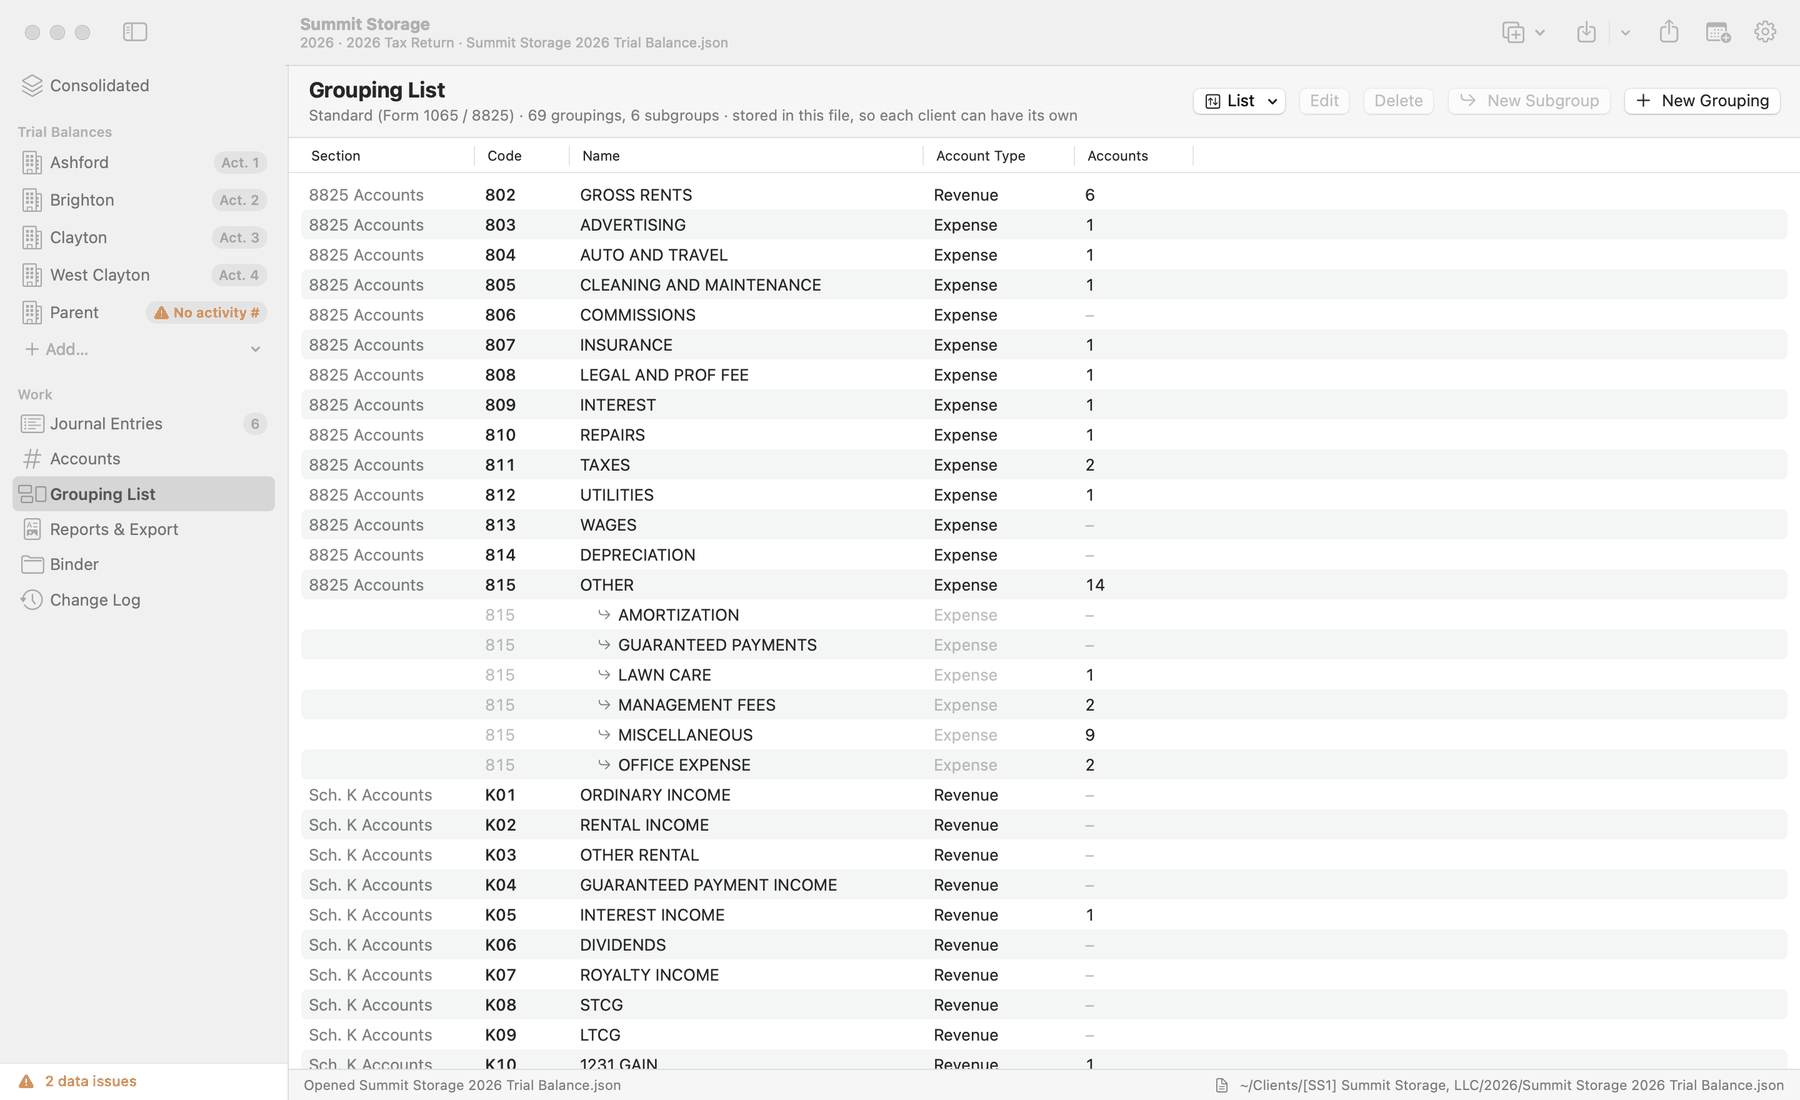 Summit Storage
2026 · 2026 Tax Return · Summit Storage 2026 Trial Balance.json
Consolidated
Trial Balances
Ashford Act. 1
Brighton Act. 2
Clayton Act. 3
West Clayton Act. 4
Parent No activity #
Add...
Work
Journal Entries 6
Accounts
Grouping List
Reports & Export
Binder
Change Log
2 data issues
Grouping List
Standard (Form 1065 / 8825) · 69 groupings, 6 subgroups · stored in this file, so each client can have its own
List Edit Delete New Subgroup New Grouping
Section Code Name Account Type Accounts
8825 Accounts 802 GROSS RENTS Revenue 6
8825 Accounts 803 ADVERTISING Expense 1
8825 Accounts 804 AUTO AND TRAVEL Expense 1
8825 Accounts 805 CLEANING AND MAINTENANCE Expense 1
8825 Accounts 806 COMMISSIONS Expense –
8825 Accounts 807 INSURANCE Expense 1
8825 Accounts 808 LEGAL AND PROF FEE Expense 1
8825 Accounts 809 INTEREST Expense 1
8825 Accounts 810 REPAIRS Expense 1
8825 Accounts 811 TAXES Expense 2
8825 Accounts 812 UTILITIES Expense 1
8825 Accounts 813 WAGES Expense –
8825 Accounts 814 DEPRECIATION Expense –
8825 Accounts 815 OTHER Expense 14
815 AMORTIZATION Expense –
815 GUARANTEED PAYMENTS Expense –
815 LAWN CARE Expense 1
815 MANAGEMENT FEES Expense 2
815 MISCELLANEOUS Expense 9
815 OFFICE EXPENSE Expense 2
Sch. K Accounts K01 ORDINARY INCOME Revenue –
Sch. K Accounts K02 RENTAL INCOME Revenue –
Sch. K Accounts K03 OTHER RENTAL Revenue –
Sch. K Accounts K04 GUARANTEED PAYMENT INCOME Revenue –
Sch. K Accounts K05 INTEREST INCOME Revenue 1
Sch. K Accounts K06 DIVIDENDS Revenue –
Sch. K Accounts K07 ROYALTY INCOME Revenue –
Sch. K Accounts K08 STCG Revenue –
Sch. K Accounts K09 LTCG Revenue –
Sch. K Accounts K10 1231 GAIN Revenue 1
Opened Summit Storage 2026 Trial Balance.json
~/Clients/[SS1] Summit Storage, LLC/2026/Summit Storage 2026 Trial Balance.json